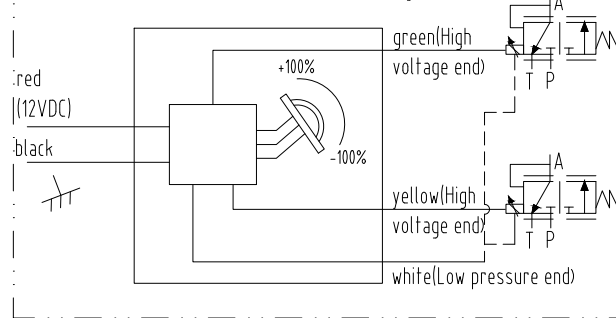 A
green(High
voltage end)
T P
+100%
red
(12VDC)
-100%
black
A
yellow(High
voltage end)
T P
white(Low pressure end)